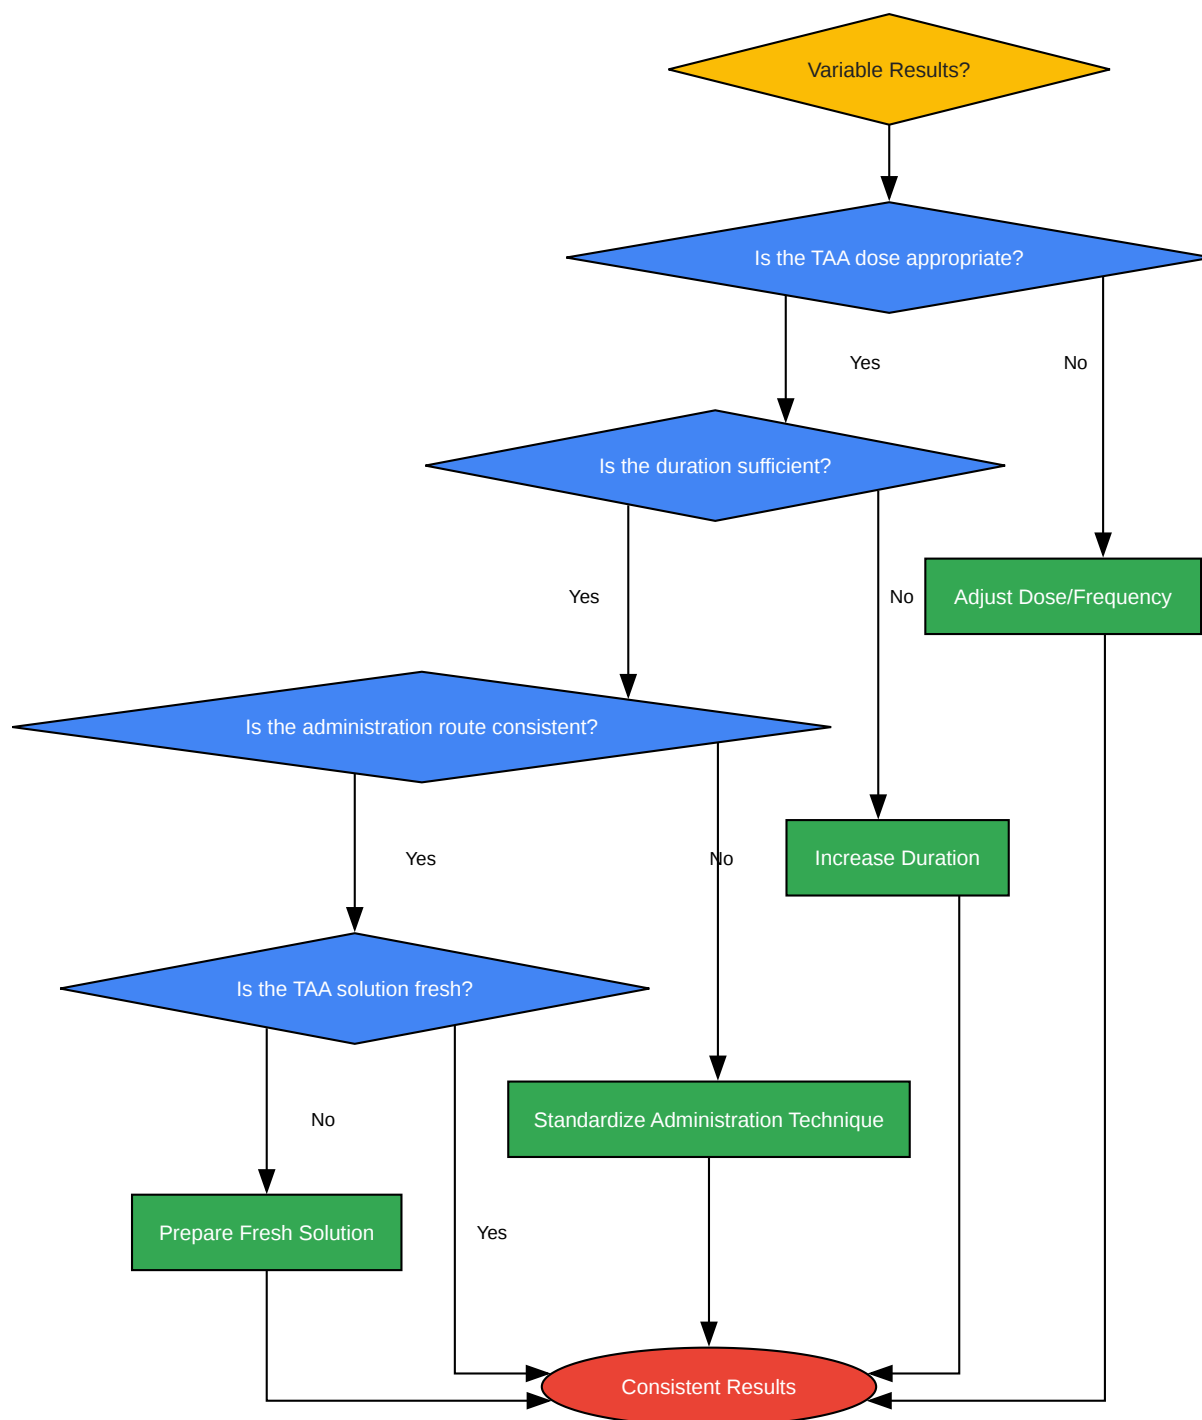 Variable Results?
Is the TAA dose appropriate?
Yes
No
Is the duration sufficient?
Yes
No
Adjust Dose/Frequency
Is the administration route consistent?
Yes
No
Increase Duration
Is the TAA solution fresh?
No
Standardize Administration Technique
Prepare Fresh Solution
Yes
Consistent Results